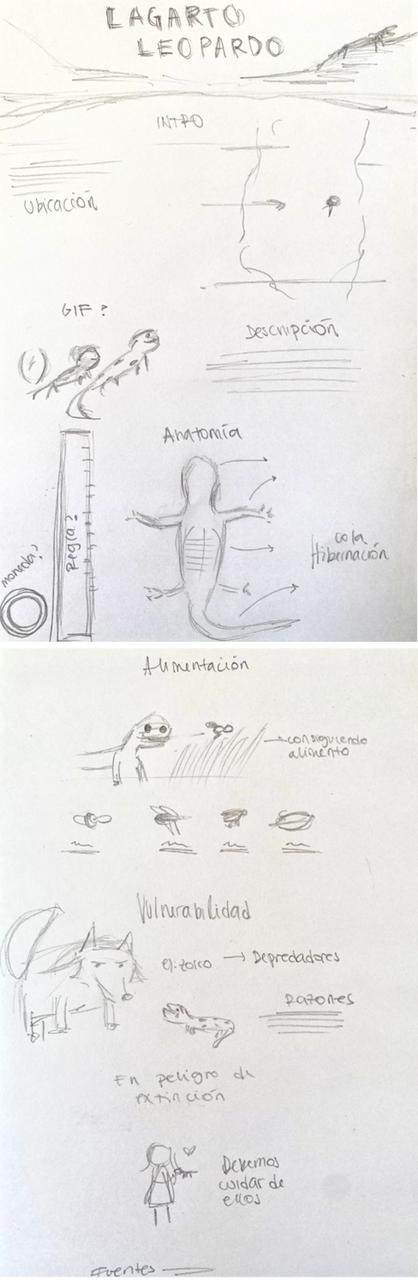 LAGARTO
LEOPARDO
INTRO
Ubicación
GIF?
Descripción
Anatomía
Regla?
moneda?
cola
Hibernación
Alimentación
consiguiendo
alimento
Vulnerabilidad
El zorro → Depredadores
Razones
En peligro de
extinción
Devemos
cuidar de
ellos
Fuentes